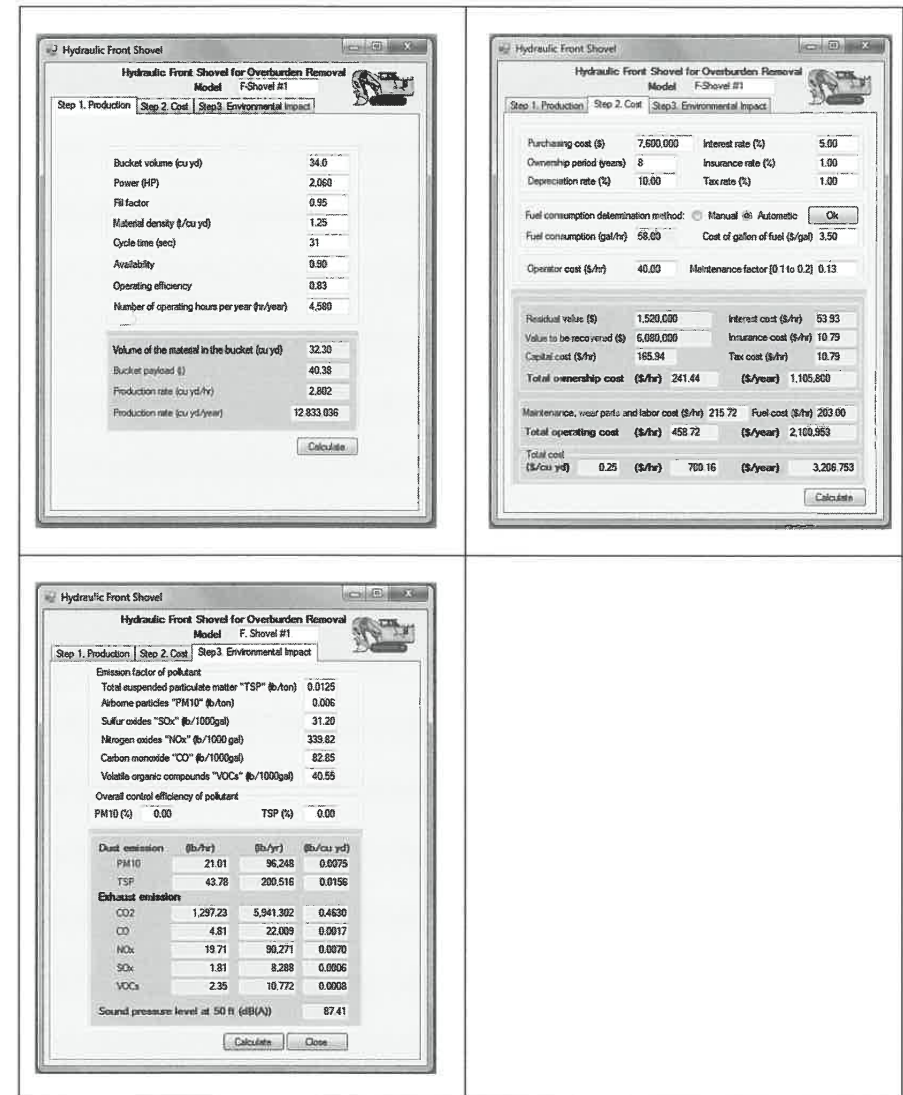 Hydraulic Front Shovel
Hydraulic Front Shovel for Overburden Removal
Model F-Shovel #1
Step 1. Production Step 2. Cost Step3. Environmental Impact
Bucket volume (cu yd) 34.0
Power (HP) 2,060
Fill factor 0.95
Material density (t/cu yd) 1.25
Cycle time (sec) 31
Availability 0.90
Operating efficiency 0.83
Number of operating hours per year (hr/year) 4,580
Volume of the material in the bucket (cu yd) 32.30
Bucket payload (t) 40.38
Production rate (cu yd/hr) 2,802
Production rate (cu yd/year) 12.833.036
Calculate
Hydraulic Front Shovel
Hydraulic Front Shovel for Overburden Removal
Model F-Shovel #1
Step 1. Production Step 2. Cost Step3. Environmental Impact
Purchasing cost ($) 7,600,000 Interest rate (%) 5.00
Ownership period (years) 8 Insurance rate (%) 1.00
Depreciation rate (%) 10.00 Tax rate (%) 1.00
Fuel consumption determination method: Manual Automatic Ok
Fuel consumption (gal/hr) 58.00 Cost of gallon of fuel ($/gal) 3.50
Operator cost ($/hr) 40.00 Maintenance factor [0.1 to 0.2] 0.13
Residual value ($) 1,520,000 Interest cost ($/hr) 53.93
Value to be recovered ($) 6,080,000 Insurance cost ($/hr) 10.79
Capital cost ($/hr) 165.94 Tax cost ($/hr) 10.79
Total ownership cost ($/hr) 241.44 ($/year) 1,105,800
Maintenance, wear parts and labor cost ($/hr) 215.72 Fuel cost ($/hr) 203.00
Total operating cost ($/hr) 458.72 ($/year) 2,100,953
Total cost
($/cu yd) 0.25 ($/hr) 700.16 ($/year) 3,206.753
Calculate
Hydraulic Front Shovel
Hydraulic Front Shovel for Overburden Removal
Model F. Shovel #1
Step 1. Production Step 2. Cost Step3. Environmental Impact
Emission factor of pollutant
Total suspended particulate matter "TSP" (lb/ton) 0.0125
Airborne particles "PM10" (lb/ton) 0.006
Sulfur oxides "SOx" (lb/1000gal) 31.20
Nitrogen oxides "NOx" (lb/1000 gal) 339.82
Carbon monoxide "CO" (lb/1000gal) 82.85
Volatile organic compounds "VOCs" (lb/1000gal) 40.55
Overall control efficiency of pollutant
PM10 (%) 0.00 TSP (%) 0.00
Dust emission (lb/hr) (lb/yr) (lb/cu yd)
PM10 21.01 96,248 0.0075
TSP 43.78 200,516 0.0156
Exhaust emission
CO2 1,297.23 5,941,302 0.4630
CO 4.81 22.009 0.0017
NOx 19.71 90,271 0.0070
SOx 1.81 8.288 0.0006
VOCs 2.35 10.772 0.0008
Sound pressure level at 50 ft (dB(A)) 87.41
Calculate Close